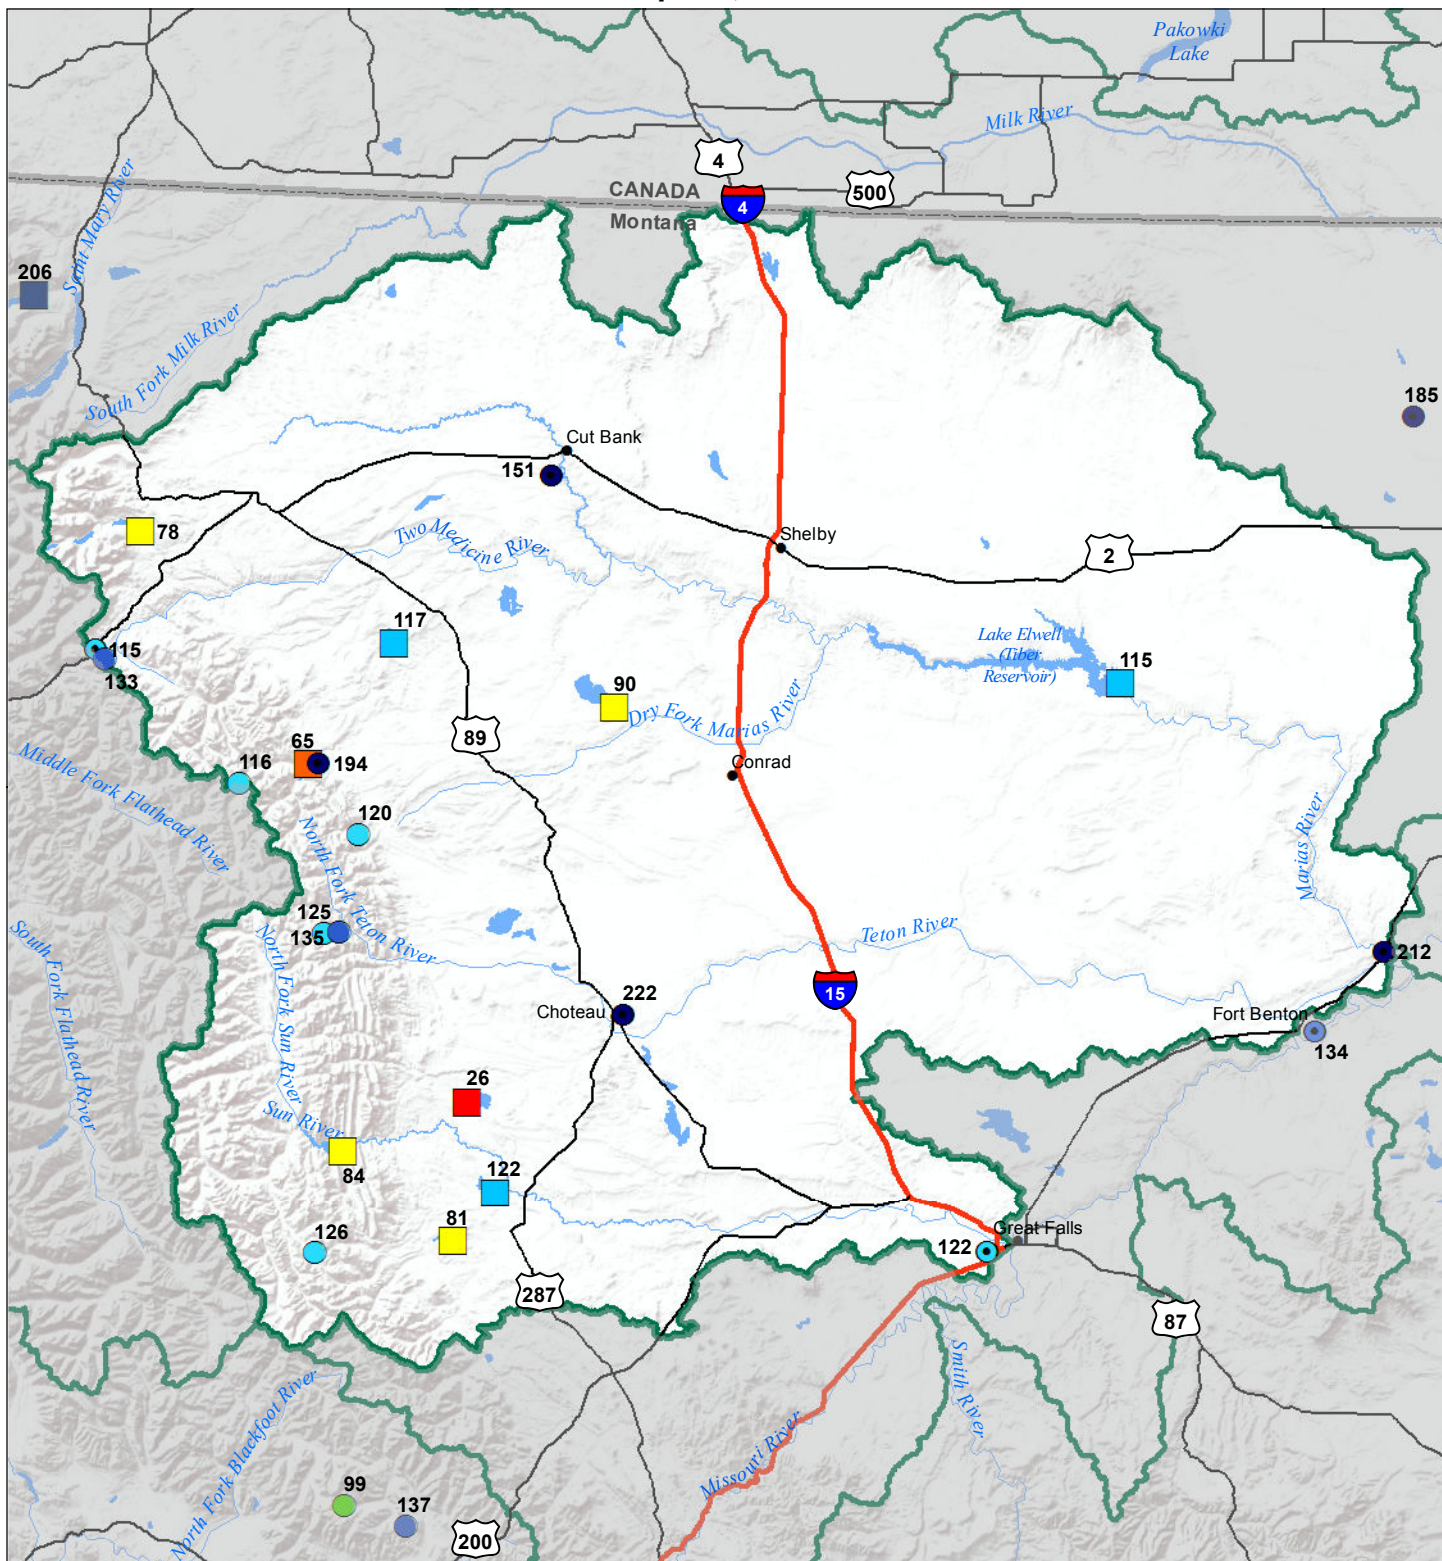 Pakowki
Lake
Milk River
4
CANADA
500
4
Montana
Saint Mary River
206
South Fork Milk River
185
Cut Bank
151
78
Two Medicine River
Shelby
2
117
Lake Elwell
(Tiber
Reservoir)
115
115
133
90
Dry Fork Marias River
89
65
194
116
Conrad
Middle Fork Flathead River
120
North Fork Teton River
Marias River
125
135
Teton River
South Fork Flathead River
North Fork Sun River
212
15
222
Choteau
Fort Benton
134
26
Sun River
84
122
81
126
Great Falls
122
287
87
Smith River
Missouri River
North Fork Blackfoot River
99
137
200